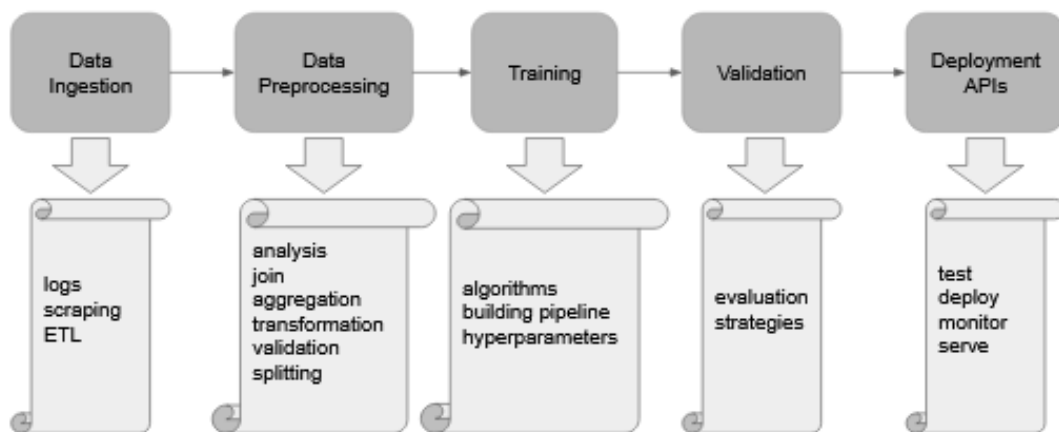 Data
Ingestion
Data
Preprocessing
Training
Validation
Deployment
APIs
logs
scraping
ETL
analysis
join
aggregation
transformation
validation
splitting
algorithms
building pipeline
hyperparameters
evaluation
strategies
test
deploy
monitor
serve